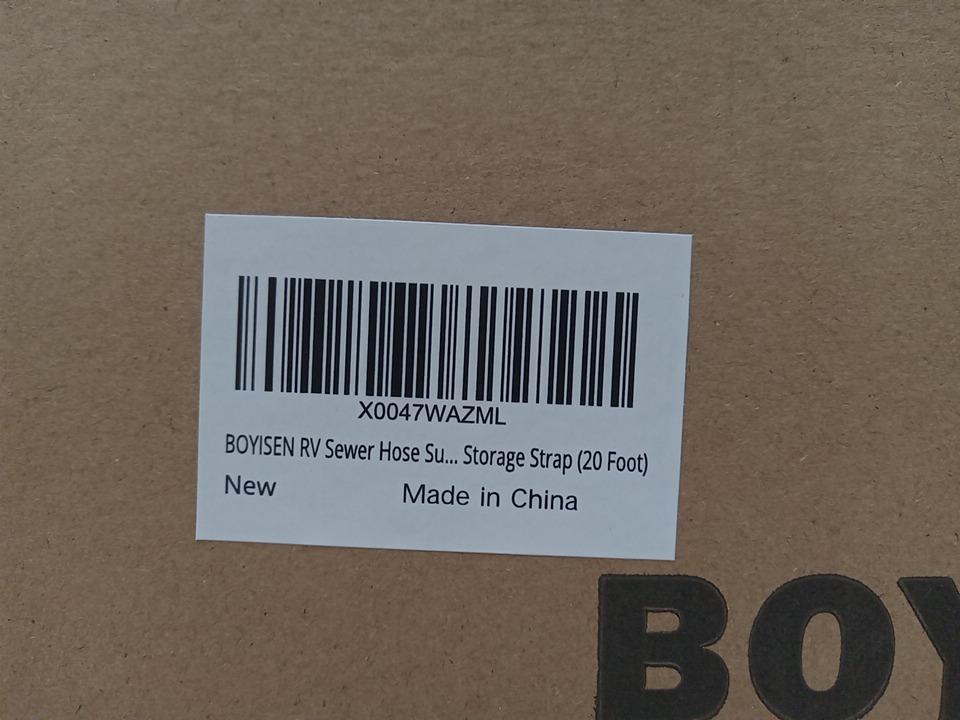 X0047WAZML
BOYISEN RV Sewer Hose Su... Storage Strap (20 Foot)
New Made in China
BOY